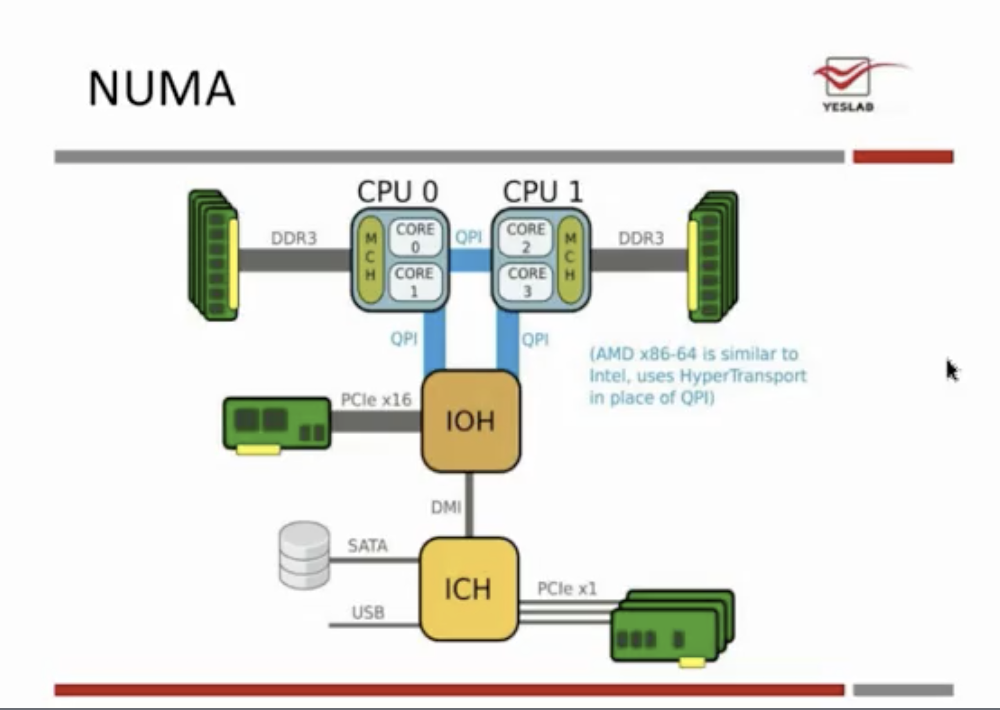 NUMA
YESLAB
CPU 0
CPU 1
DDR3
MCH
CORE 0
CORE 1
QPI
CORE 2
CORE 3
MCH
DDR3
QPI
QPI
(AMD x86-64 is similar to
Intel, uses HyperTransport
in place of QPI)
PCIe x16
IOH
DMI
SATA
ICH
PCIe x1
USB